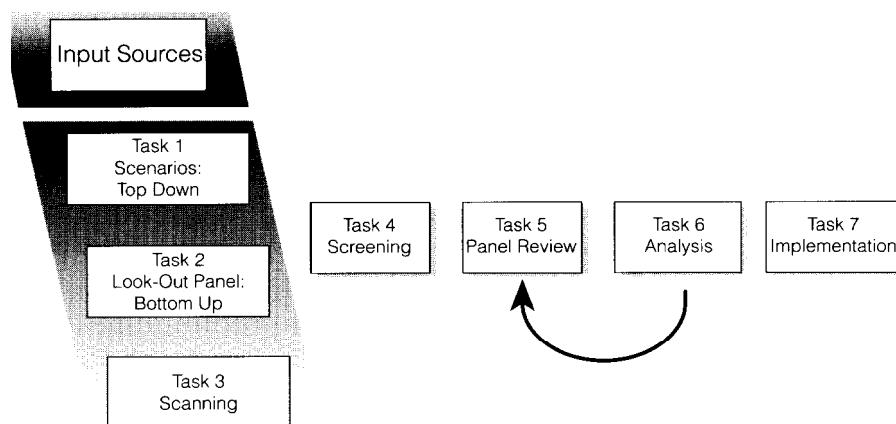 Input Sources
Task 1
Scenarios:
Top Down
Task 2
Look-Out Panel:
Bottom Up
Task 3
Scanning
Task 4
Screening
Task 5
Panel Review
Task 6
Analysis
Task 7
Implementation